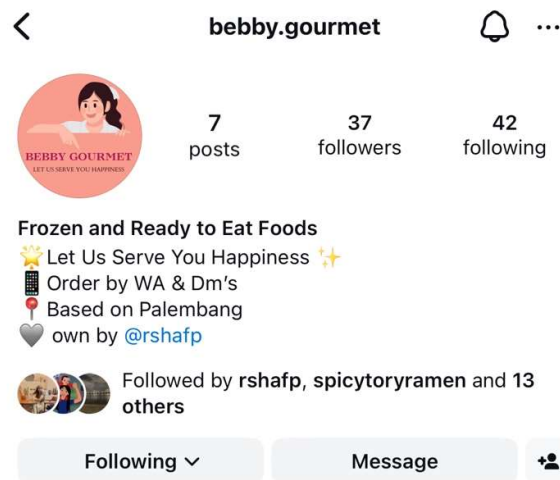 bebby.gourmet
BEBBY GOURMET
LET US SERVE YOU HAPPINESS
7
posts
37
followers
42
following
Frozen and Ready to Eat Foods
🌟Let Us Serve You Happiness ✨
📱Order by WA & Dm's
📍Based on Palembang
🩶 own by @rshafp
Followed by rshafp, spicytoryramen and 13
others
Following
Message